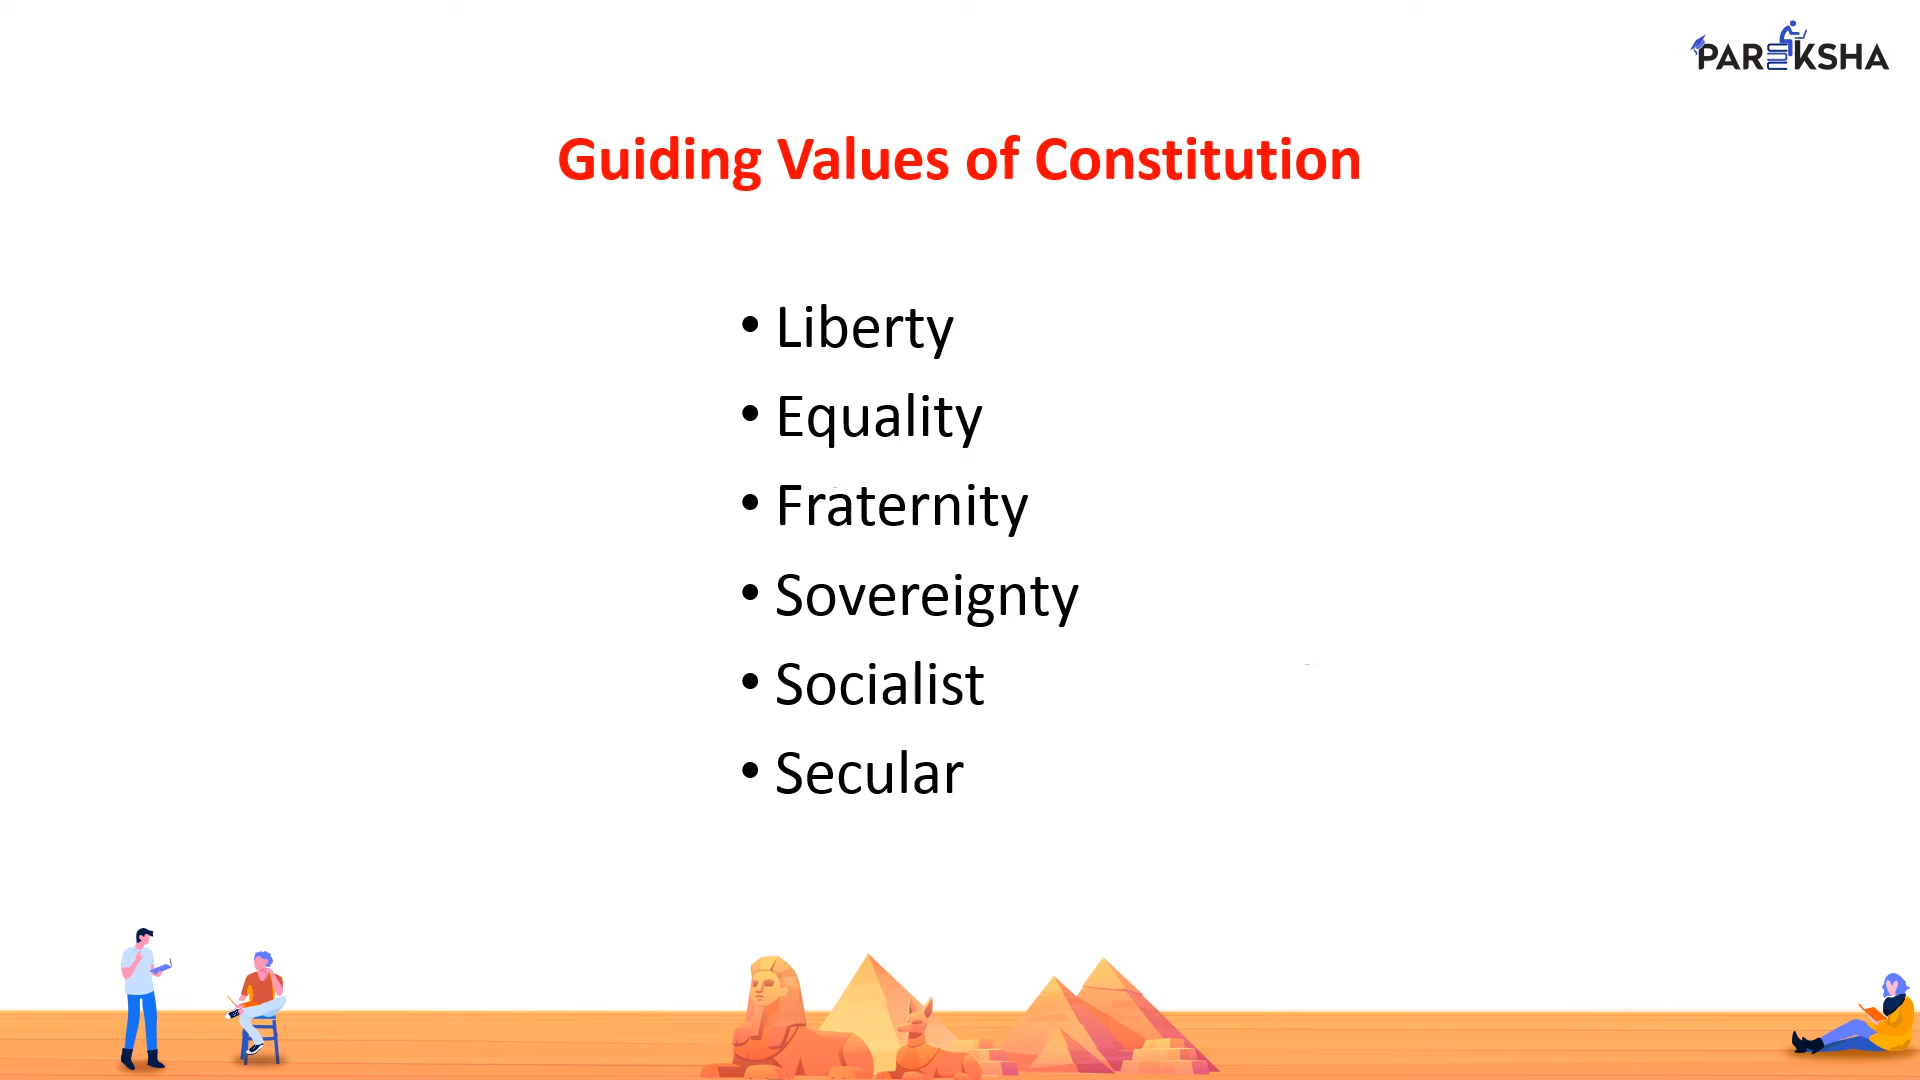 PAREEKSHA
Guiding Values of Constitution
• Liberty
• Equality
• Fraternity
• Sovereignty
• Socialist
• Secular